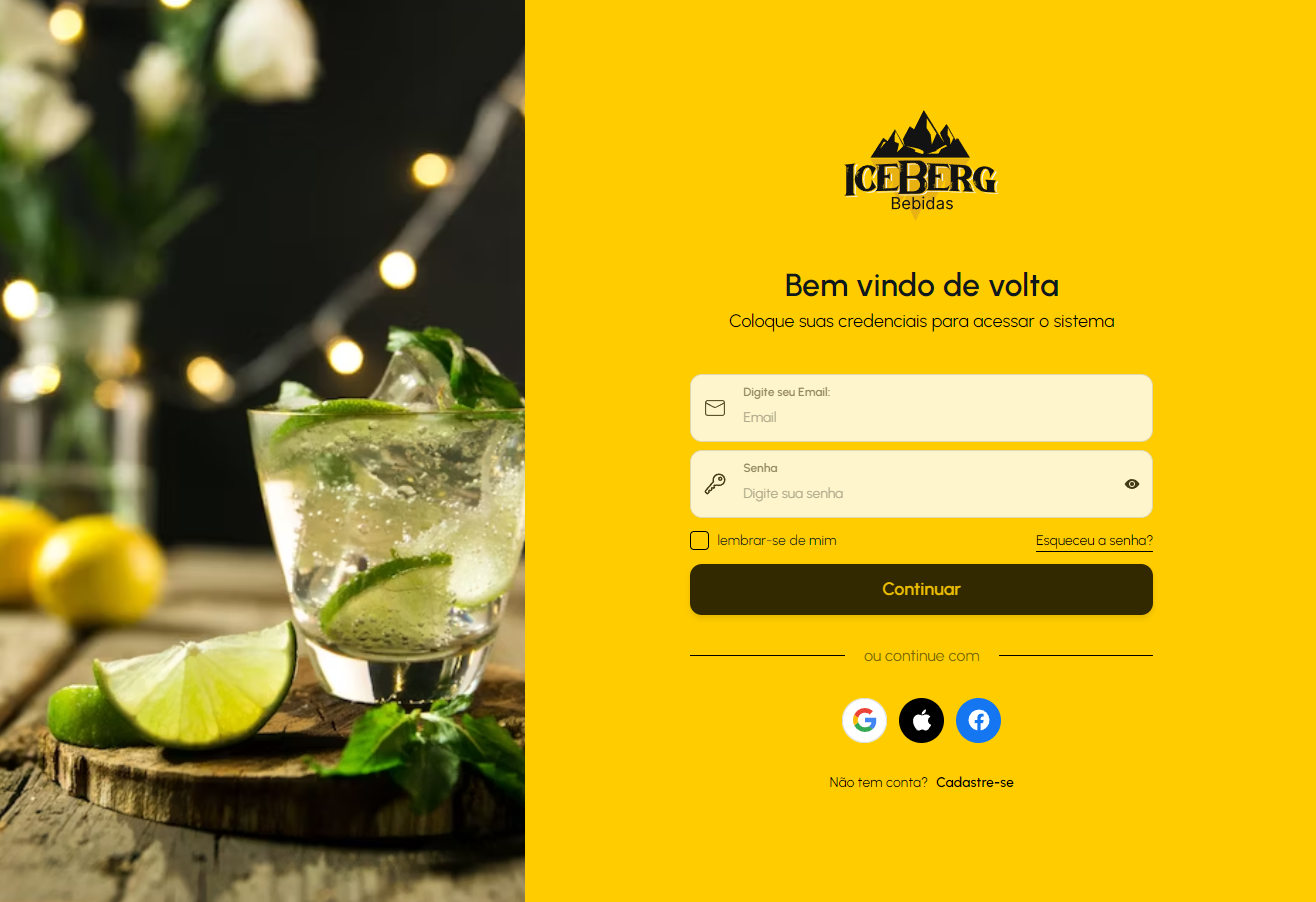 ICEBERG
Bebidas
Bem vindo de volta
Coloque suas credenciais para acessar o sistema
Digite seu Email:
Email
Senha
Digite sua senha
lembrar-se de mim
Esqueceu a senha?
Continuar
ou continue com
Não tem conta? Cadastre-se